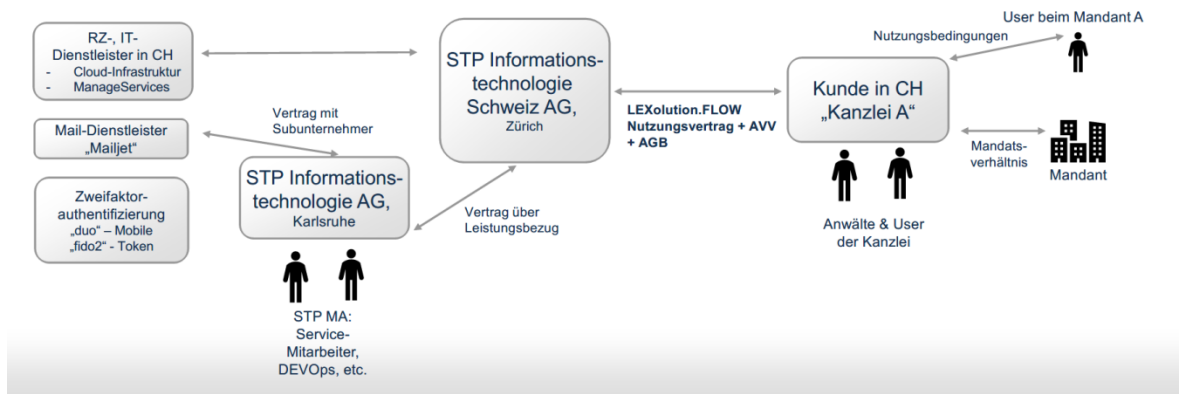 RZ-, IT-
Dienstleister in CH
- Cloud-Infrastruktur
- ManageServices
Mail-Dienstleister
„Mailjet“
Zweifaktor-
authentifizierung
„duo“ – Mobile
„fido2“ - Token
Vertrag mit
Subunternehmer
STP Informations-
technologie AG,
Karlsruhe
STP MA:
Service-
Mitarbeiter,
DEVOps, etc.
STP Informations-
technologie
Schweiz AG,
Zürich
Vertrag über
Leistungsbezug
LEXolution.FLOW
Nutzungsvertrag + AVV
+ AGB
Kunde in CH
„Kanzlei A“
Anwälte & User
der Kanzlei
User beim Mandant A
Nutzungsbedingungen
Mandats-
verhältnis
Mandant